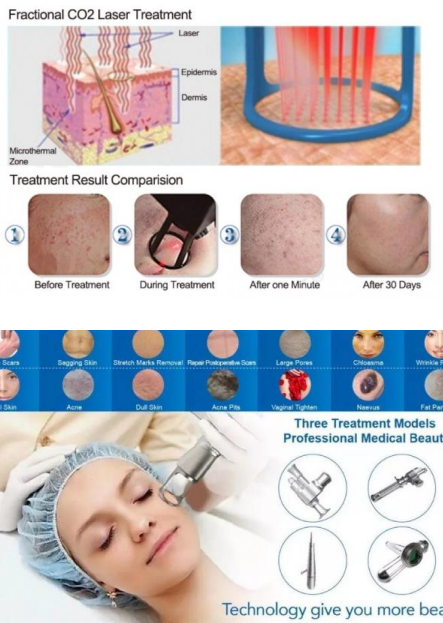 Fractional CO2 Laser Treatment
Laser
Epidermis
Dermis
Microthermal
Zone
Treatment Result Comparision
1 2 3 4
Before Treatment During Treatment After one Minute After 30 Days
Scars Sagging Skin Stretch Marks Removal Repair Postoperative Scars Large Pores Chloasma Wrinkle
Skin Acne Dull Skin Acne Pits Vaginal Tighten Naevus Fat
Three Treatment Models
Professional Medical Beaut
Technology give you more bea